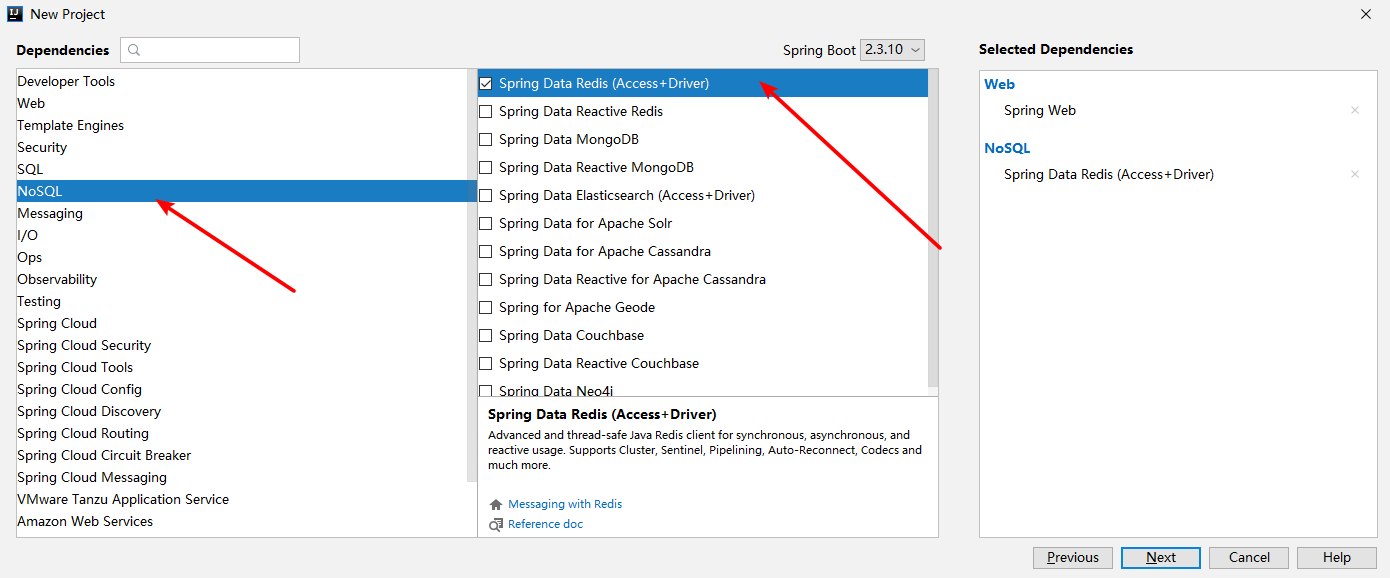 New Project
Dependencies
Spring Boot 2.3.10
Selected Dependencies
Developer Tools
Web
Template Engines
Security
SQL
NoSQL
Messaging
I/O
Ops
Observability
Testing
Spring Cloud
Spring Cloud Security
Spring Cloud Tools
Spring Cloud Config
Spring Cloud Discovery
Spring Cloud Routing
Spring Cloud Circuit Breaker
Spring Cloud Messaging
VMware Tanzu Application Service
Amazon Web Services
Spring Data Redis (Access+Driver)
Spring Data Reactive Redis
Spring Data MongoDB
Spring Data Reactive MongoDB
Spring Data Elasticsearch (Access+Driver)
Spring Data for Apache Solr
Spring Data for Apache Cassandra
Spring Data Reactive for Apache Cassandra
Spring for Apache Geode
Spring Data Couchbase
Spring Data Reactive Couchbase
Spring Data Neo4j
Spring Data Redis (Access+Driver)
Advanced and thread-safe Java Redis client for synchronous, asynchronous, and
reactive usage. Supports Cluster, Sentinel, Pipelining, Auto-Reconnect, Codecs and
much more.
Messaging with Redis
Reference doc
Web
Spring Web
NoSQL
Spring Data Redis (Access+Driver)
Previous
Next
Cancel
Help